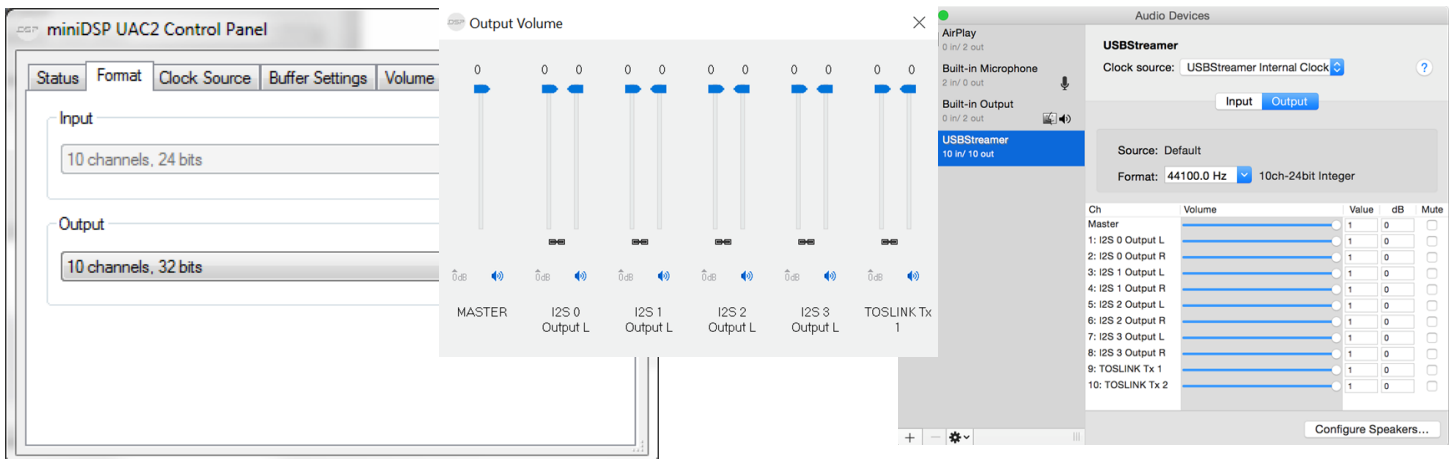 DSP miniDSP UAC2 Control Panel
Status Format Clock Source Buffer Settings Volume
Input
10 channels, 24 bits
Output
10 channels, 32 bits
DSP Output Volume
0 0 0 0 0 0 0 0 0 0 0
0dB 0dB 0dB 0dB 0dB 0dB
MASTER I2S 0 I2S 1 I2S 2 I2S 3 TOSLINK Tx
Output L Output L Output L Output L 1
Audio Devices
AirPlay
0 in/ 2 out
Built-in Microphone
2 in/ 0 out
Built-in Output
0 in/ 2 out
USBStreamer
10 in/ 10 out
USBStreamer
Clock source: USBStreamer Internal Clock ?
Input Output
Source: Default
Format: 44100.0 Hz 10ch-24bit Integer
Ch Volume Value dB Mute
Master 1 0
1: I2S 0 Output L 1 0
2: I2S 0 Output R 1 0
3: I2S 1 Output L 1 0
4: I2S 1 Output R 1 0
5: I2S 2 Output L 1 0
6: I2S 2 Output R 1 0
7: I2S 3 Output L 1 0
8: I2S 3 Output R 1 0
9: TOSLINK Tx 1 1 0
10: TOSLINK Tx 2 1 0
Configure Speakers...